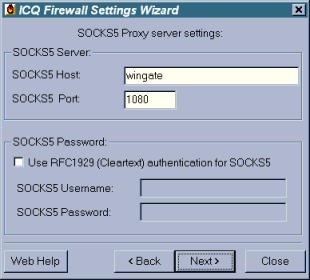 ICQ Firewall Settings Wizard
SOCKS5 Proxy server settings:
SOCKS5 Server:
SOCKS5 Host: wingate
SOCKS5 Port: 1080
SOCKS5 Password:
Use RFC1929 (Cleartext) authentication for SOCKS5
SOCKS5 Username:
SOCKS5 Password:
Web Help < Back Next > Close